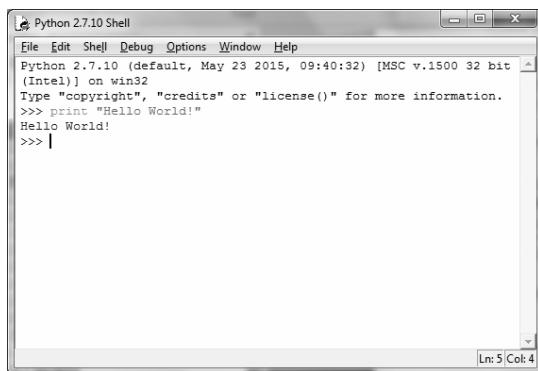 Python 2.7.10 Shell
File Edit Shell Debug Options Window Help
Python 2.7.10 (default, May 23 2015, 09:40:32) [MSC v.1500 32 bit
(Intel)] on win32
Type "copyright", "credits" or "license()" for more information.
>>> print "Hello World!"
Hello World!
>>>
Ln: 5 Col: 4